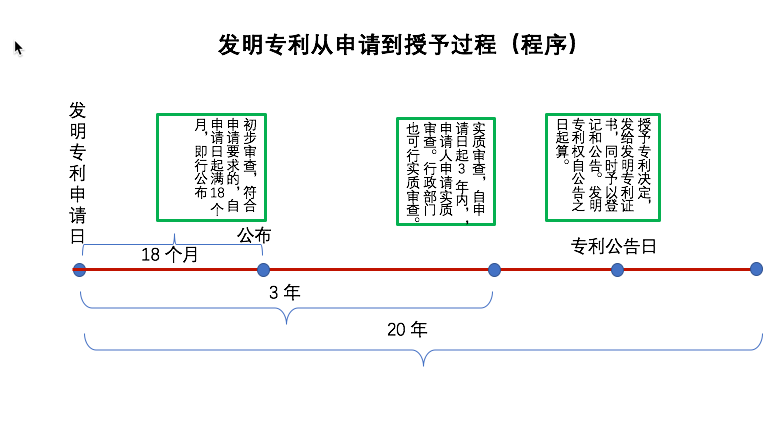 发明专利从申请到授予过程（程序）
发明专利申请日
初步审查，符合
申请要求的，自
申请日起满18个
月，即行公布
实质审查，自申
请日起3 年内，，
申请人申请实质
审查。行政部门
也可行实质审查。
授予专利决定，
发给发明专利证
书，同时予以登
记和公告。发明
专利权自公告之
日起算。
公布
18 个月
专利公告日
3 年
20 年